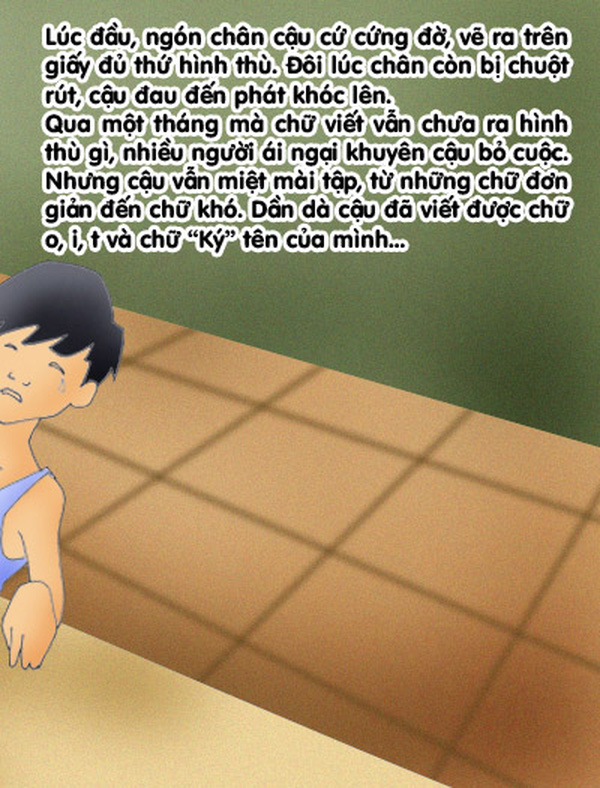 Lúc đầu, ngón chân cậu cứ cứng đờ, vẽ ra trên
giấy đủ thứ hình thù. Đôi lúc chân còn bị chuột
rút, cậu đau đến phát khóc lên.
Qua một tháng mà chữ viết vẫn chưa ra hình
thù gì, nhiều người ái ngại khuyên cậu bỏ cuộc.
Nhưng cậu vẫn miệt mài tập, từ những chữ đơn
giản đến chữ khó. Dần dà cậu đã viết được chữ
o, i, t và chữ “Ký” tên của mình...